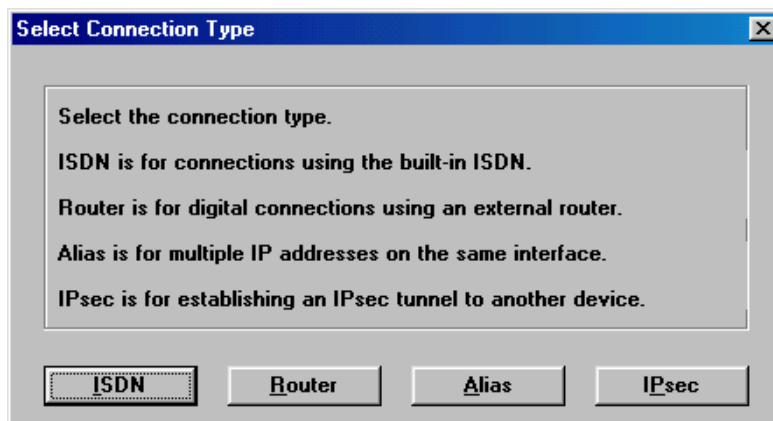 Select Connection Type
Select the connection type.
ISDN is for connections using the built-in ISDN.
Router is for digital connections using an external router.
Alias is for multiple IP addresses on the same interface.
IPsec is for establishing an IPsec tunnel to another device.
ISDN Router Alias IPsec